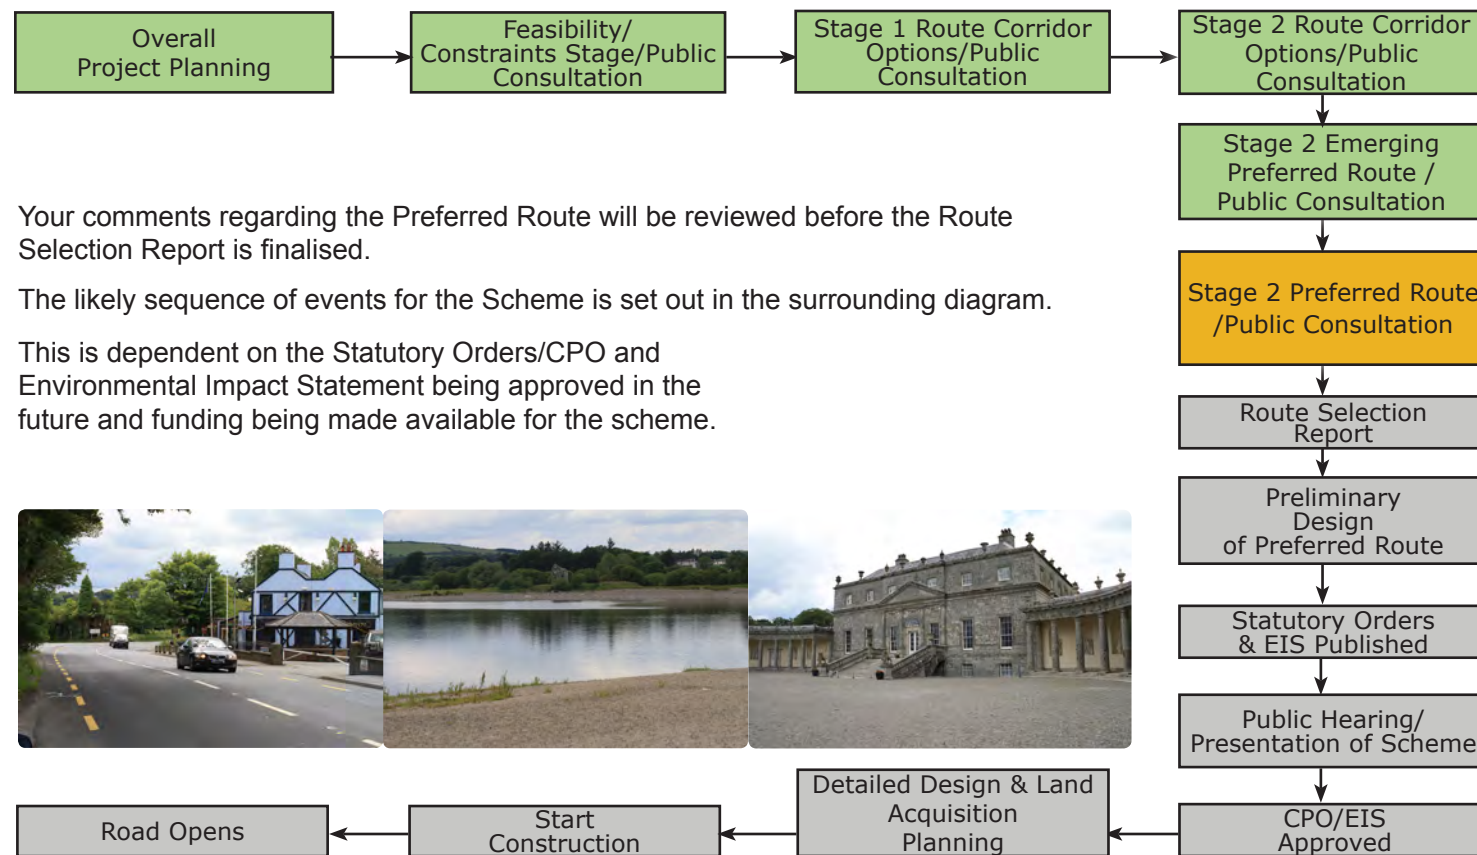 Overall
Project Planning
Feasibility/
Constraints Stage/Public
Consultation
Stage 1 Route Corridor
Options/Public
Consultation
Stage 2 Route Corridor
Options/Public
Consultation
Stage 2 Emerging
Preferred Route /
Public Consultation
Your comments regarding the Preferred Route will be reviewed before the Route
Selection Report is finalised.
The likely sequence of events for the Scheme is set out in the surrounding diagram.
This is dependent on the Statutory Orders/CPO and
Environmental Impact Statement being approved in the
future and funding being made available for the scheme.
Stage 2 Preferred Route
/Public Consultation
Route Selection
Report
Preliminary
Design
of Preferred Route
Statutory Orders
& EIS Published
Public Hearing/
Presentation of Scheme
CPO/EIS
Approved
Detailed Design & Land
Acquisition
Planning
Start
Construction
Road Opens